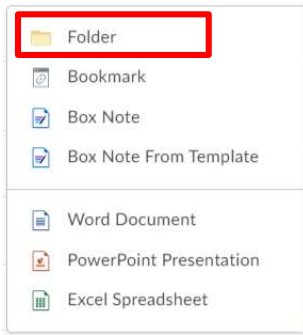 Folder
Bookmark
Box Note
Box Note From Template
Word Document
PowerPoint Presentation
Excel Spreadsheet